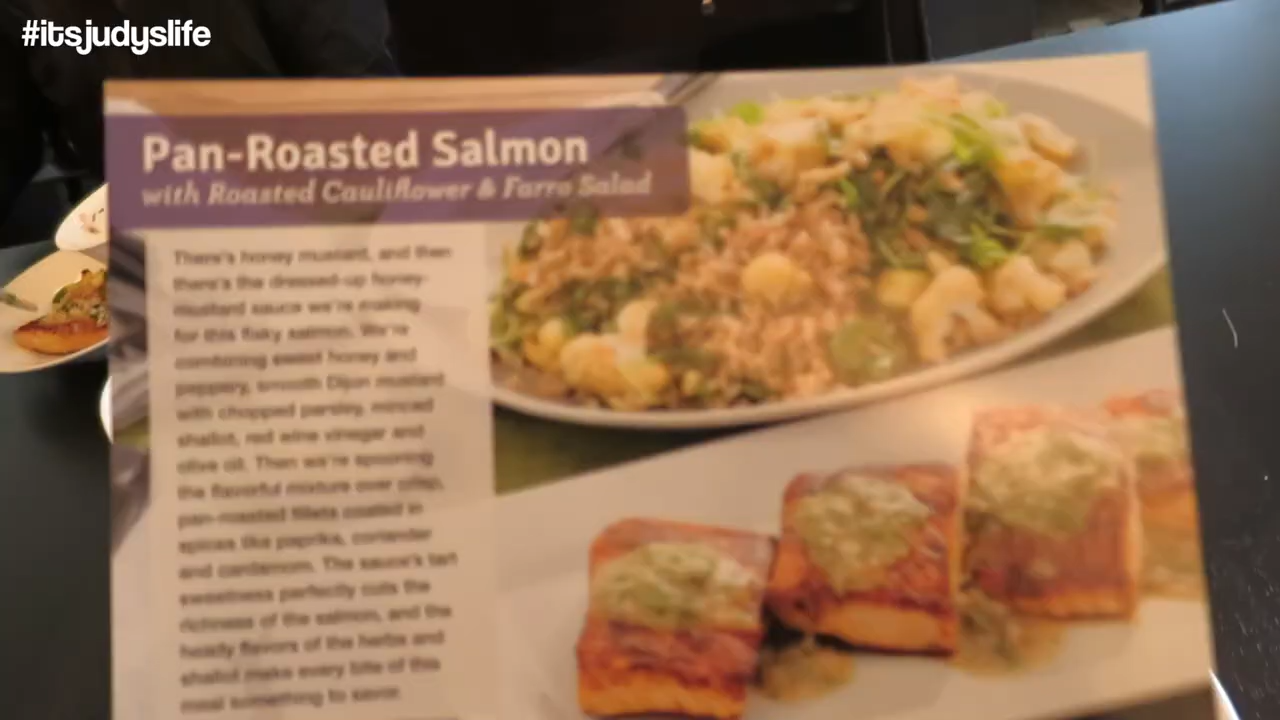 #itsjudyslife
Pan-Roasted Salmon
with Roasted Cauliflower & Farro Salad
There's honey mustard, and then
there's the dressed-up honey-
mustard sauce we're making
for this flaky salmon. We're
combining sweet honey and
peppery, smooth Dijon mustard
with chopped parsley, minced
shallot, red wine vinegar and
olive oil. Then we're spooning
the flavorful mixture over crisp,
pan-roasted fillets coated in
spices like paprika, coriander
and cardamom. The sauce's tart
sweetness perfectly cuts the
richness of the salmon, and the
heady flavors of the herbs and
shallot make every bite of this
meal something to savor.